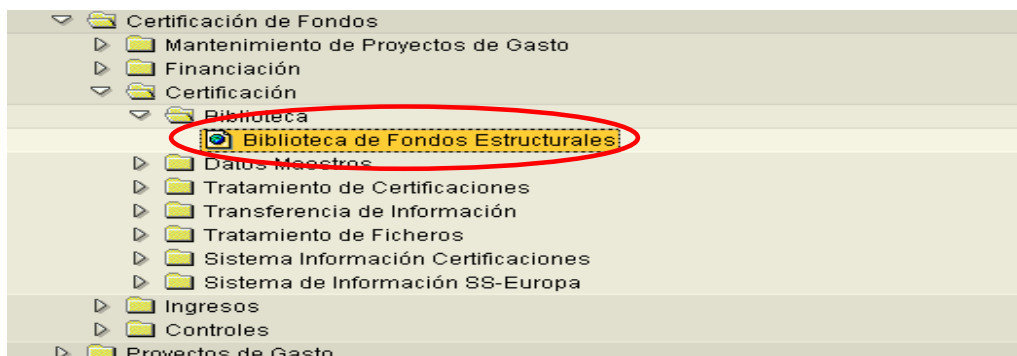 Certificación de Fondos
Mantenimiento de Proyectos de Gasto
Financiación
Certificación
Biblioteca
Biblioteca de Fondos Estructurales
Datos Maestros
Tratamiento de Certificaciones
Transferencia de Información
Tratamiento de Ficheros
Sistema Información Certificaciones
Sistema de Información SS-Europa
Ingresos
Controles
Proyectos de Gasto